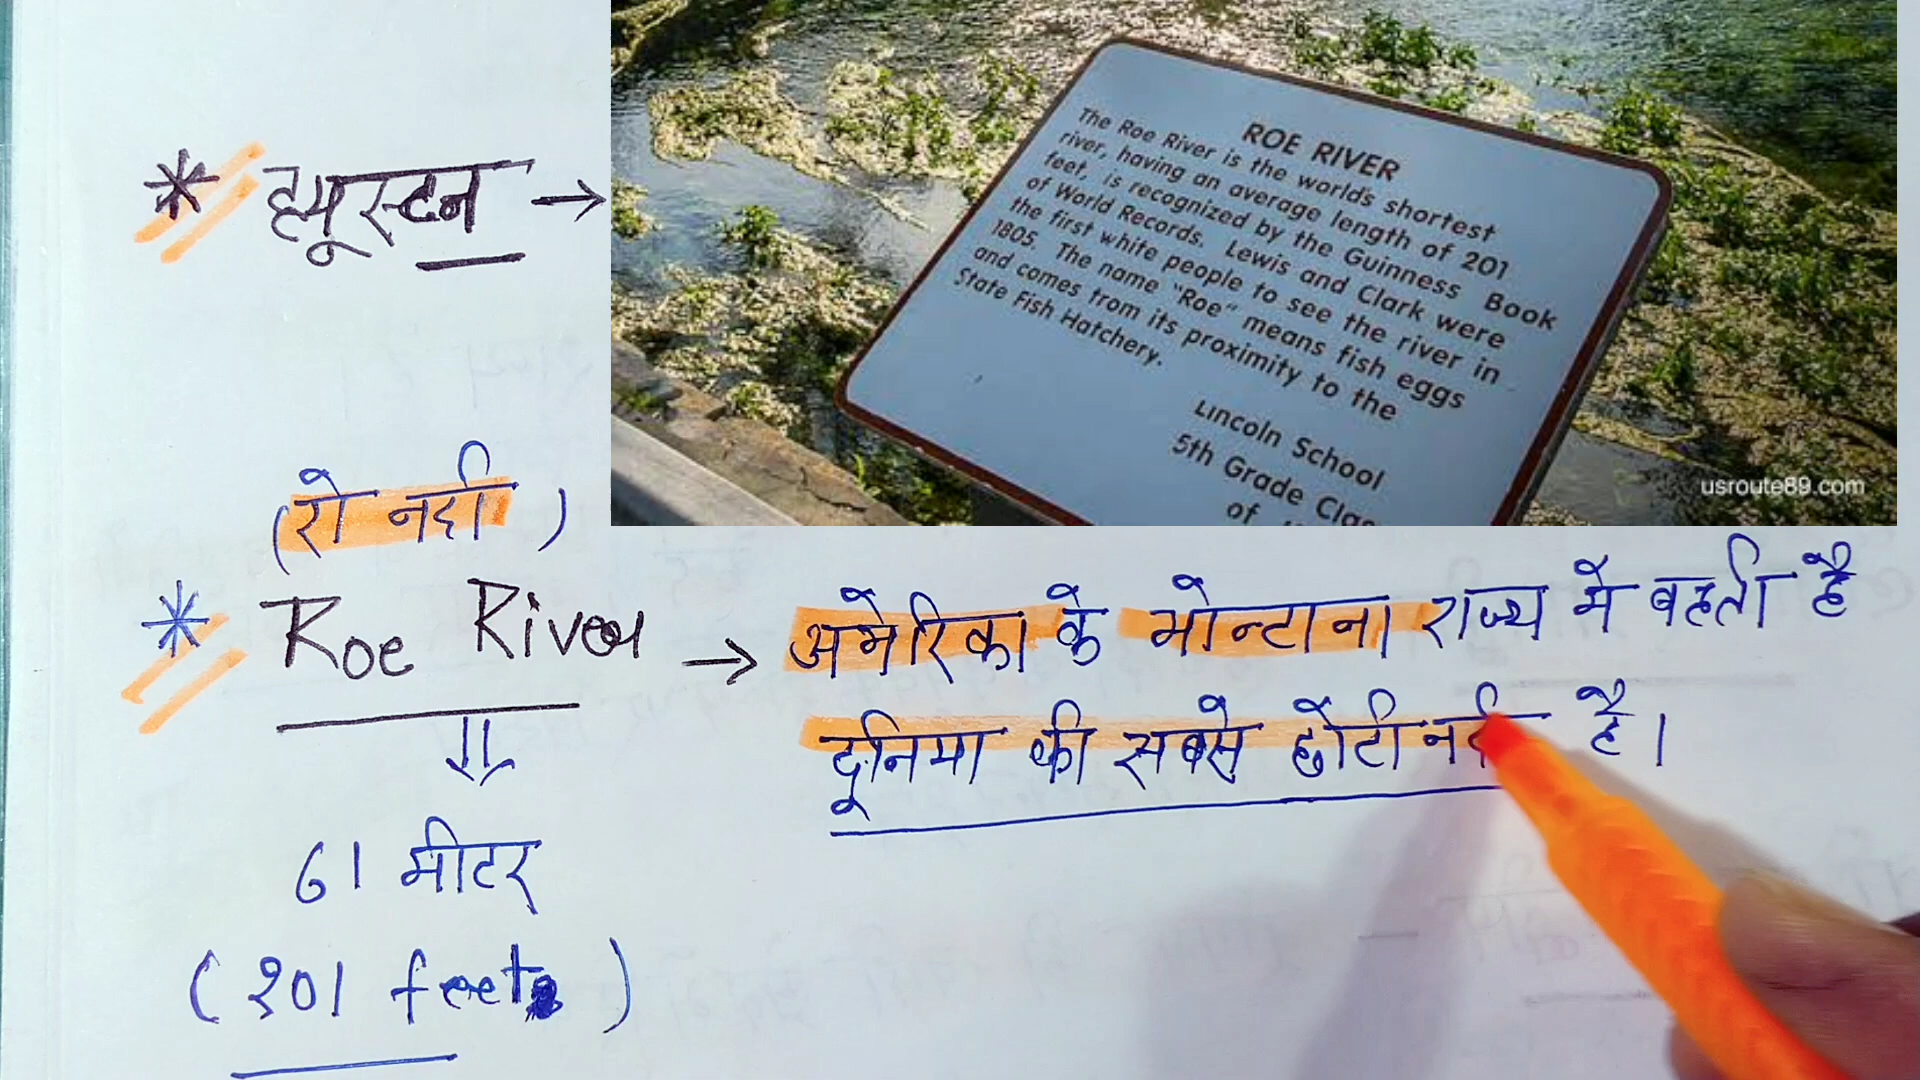 * ह्यूस्टन →
ROE RIVER
The Roe River is the world's shortest
river, having an average length of 201
feet, is recognized by the Guinness Book
of World Records. Lewis and Clark were
the first white people to see the river in
1805. The name "Roe" means fish eggs
and comes from its proximity to the
State Fish Hatchery.
Lincoln School
5th Grade Clas
of
usroute89.com
(रो नदी)
* Roe River → अमेरिका के मोन्टाना राज्य मे बहती है
दूनिया की सबसे छोटी नदी है।
61 मीटर
(201 feet)